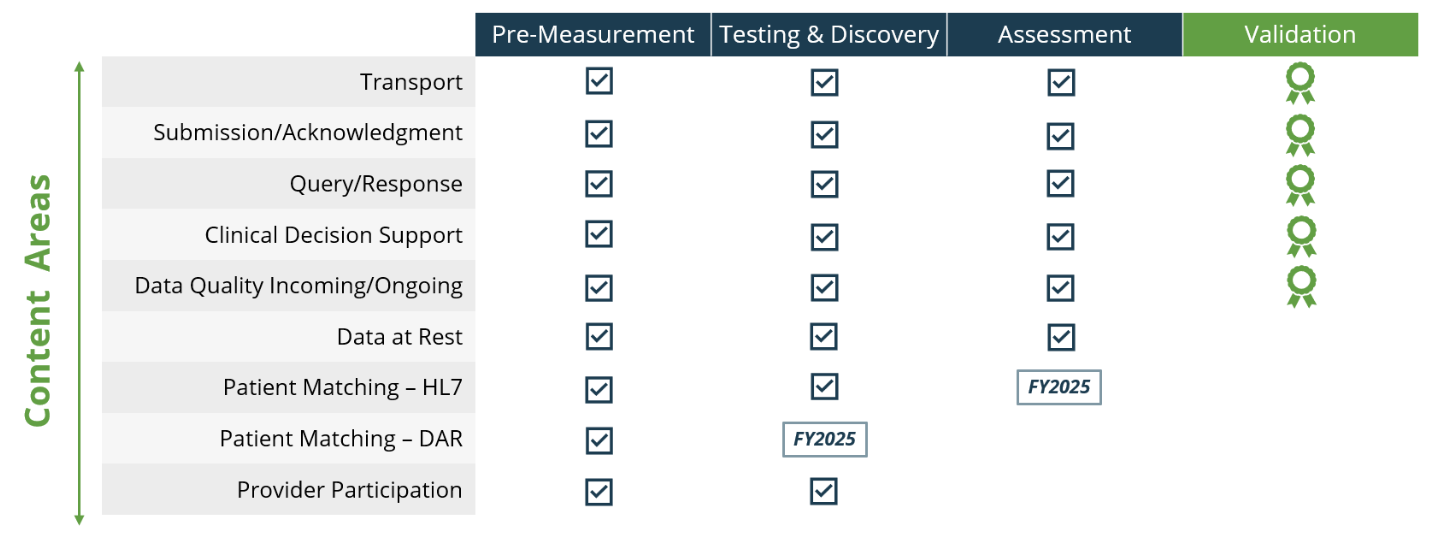 Pre-Measurement Testing & Discovery Assessment Validation
Content Areas
Transport
Submission/Acknowledgment
Query/Response
Clinical Decision Support
Data Quality Incoming/Ongoing
Data at Rest
Patient Matching – HL7 FY2025
Patient Matching – DAR FY2025
Provider Participation